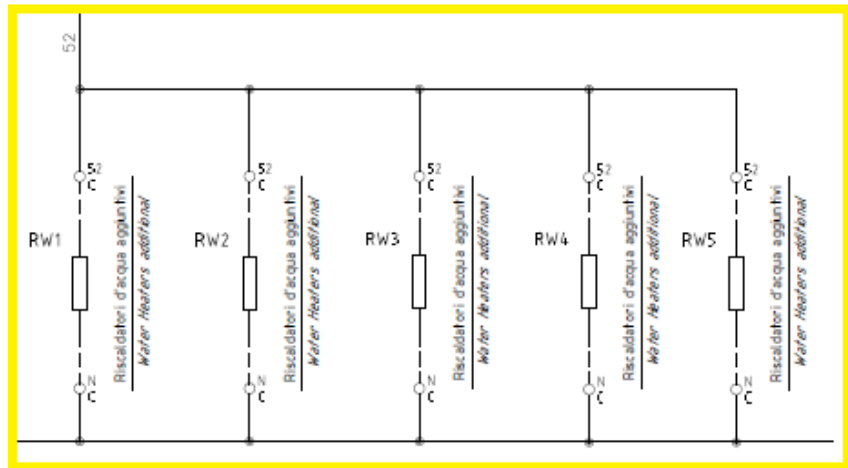 52
52
C
RW1
Riscaldatori d'acqua aggiuntivi
Water Heaters additional
N
C
52
C
RW2
Riscaldatori d'acqua aggiuntivi
Water Heaters additional
N
C
52
C
RW3
Riscaldatori d'acqua aggiuntivi
Water Heaters additional
N
C
52
C
RW4
Riscaldatori d'acqua aggiuntivi
Water Heaters additional
N
C
52
C
RW5
Riscaldatori d'acqua aggiuntivi
Water Heaters additional
N
C